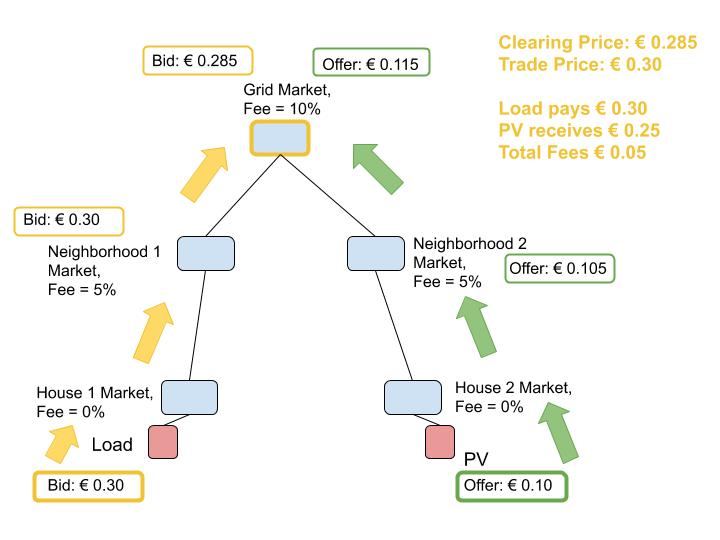 Clearing Price: € 0.285
Trade Price: € 0.30
Load pays € 0.30
PV receives € 0.25
Total Fees € 0.05
Bid: € 0.285
Offer: € 0.115
Grid Market,
Fee = 10%
Bid: € 0.30
Neighborhood 1
Market,
Fee = 5%
Neighborhood 2
Market,
Fee = 5%
Offer: € 0.105
House 1 Market,
Fee = 0%
House 2 Market,
Fee = 0%
Load
PV
Bid: € 0.30
Offer: € 0.10